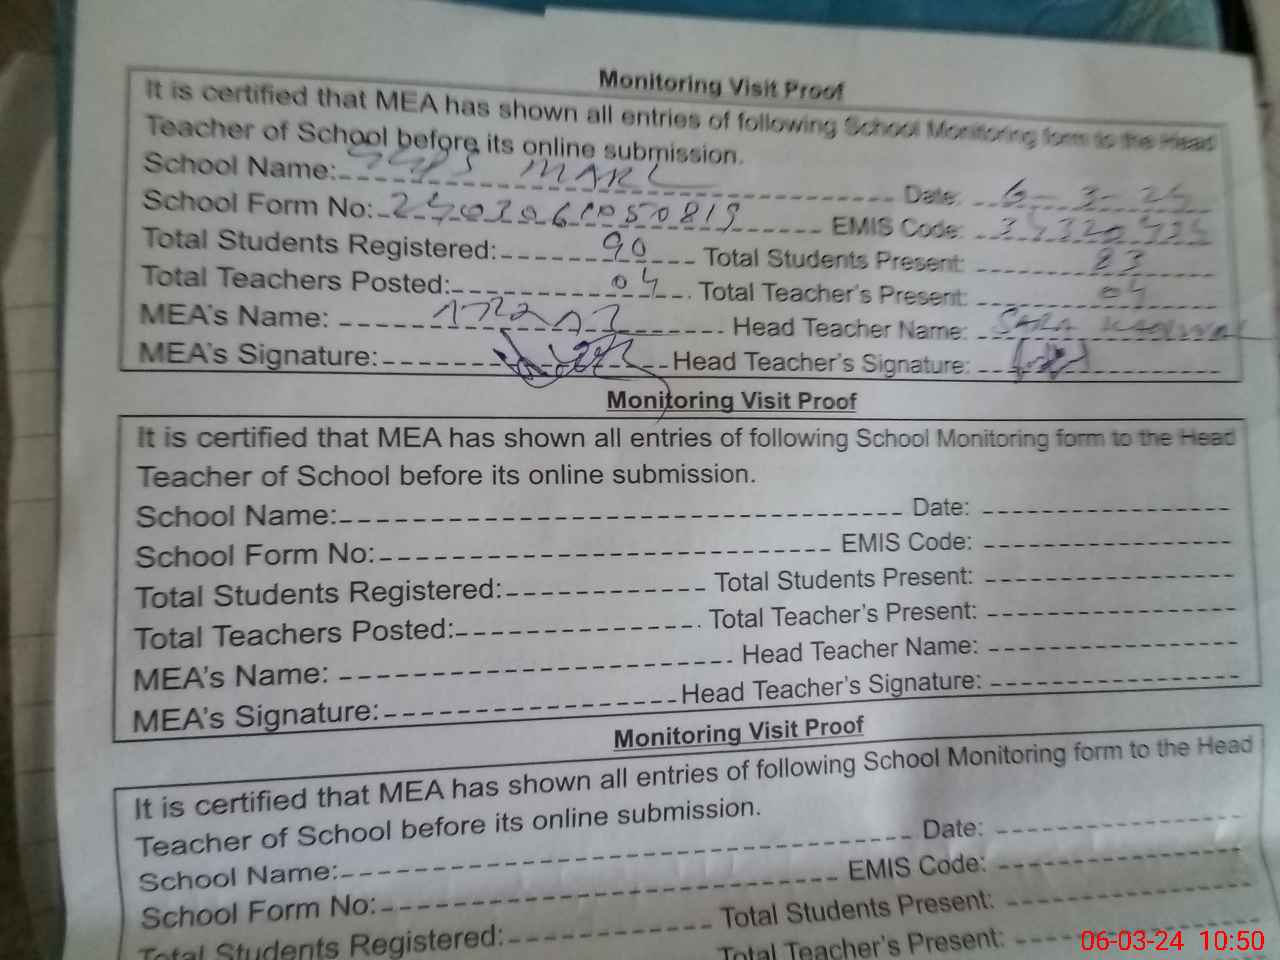 Monitoring Visit Proof
It is certified that MEA has shown all entries of following School Monitoring form to the Head
Teacher of School before its online submission.
School Name: MARL Date: 6-3-24
School Form No: EMIS Code:
Total Students Registered: 90 Total Students Present: 83
Total Teachers Posted: 04 Total Teacher's Present: 04
MEA's Name: Head Teacher Name: SARA
MEA's Signature: Head Teacher's Signature:
Monitoring Visit Proof
It is certified that MEA has shown all entries of following School Monitoring form to the Head
Teacher of School before its online submission.
School Name: Date:
School Form No: EMIS Code:
Total Students Registered: Total Students Present:
Total Teachers Posted: Total Teacher's Present:
MEA's Name: Head Teacher Name:
MEA's Signature: Head Teacher's Signature:
Monitoring Visit Proof
It is certified that MEA has shown all entries of following School Monitoring form to the Head
Teacher of School before its online submission.
School Name: Date:
School Form No: EMIS Code:
Total Students Registered: Total Students Present:
Total Teacher's Present:
06-03-24 10:50